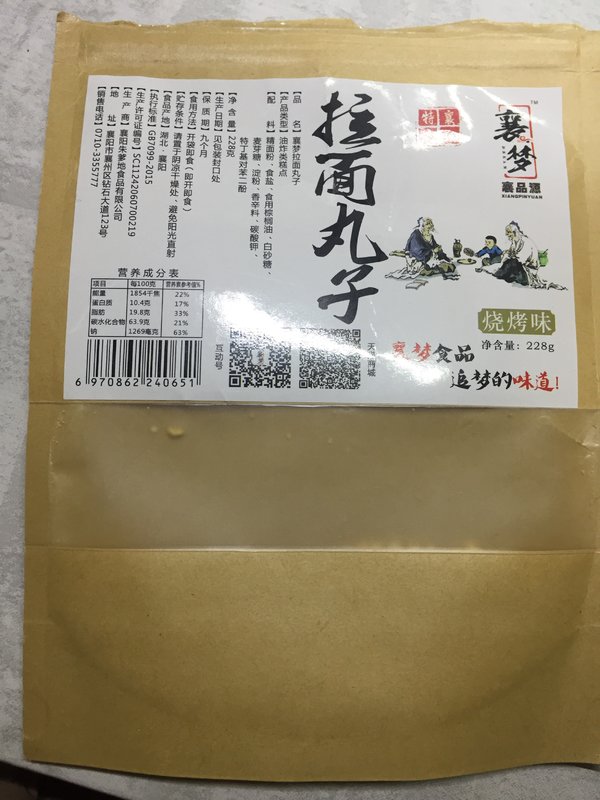 襄梦
TM
襄品源
XIANGPINYUAN
特襄
拉面丸子
烧烤味
净含量：228g
襄梦食品
追梦的味道！
【品 名】襄梦拉面丸子
【产品类型】油炸类糕点
【配 料】精面粉、食盐、食用棕榈油、白砂糖、
麦芽糖、淀粉、香辛料、碳酸钾、
特丁基对苯二酚
【净 含 量】228克
【生产日期】见包装封口处
【保 质 期】九个月
【食用方法】开袋即食（即开即食）
【贮存条件】请置于阴凉干燥处、避免阳光直射
【食品产地】湖北·襄阳
【执行标准】GB7099-2015
【生产许可证编号】SC11242060700219
【生 产 商】襄阳朱爹地食品有限公司
【地 址】襄阳市襄州区钻石大道123号
【销售电话】0710-3355777
营养成分表
项目 每100克 营养素参考值%
能量 1854千焦 22%
蛋白质 10.4克 17%
脂肪 19.8克 33%
碳水化合物 63.9克 21%
钠 1269毫克 63%
6 970862 240651
互动号
天猫商城